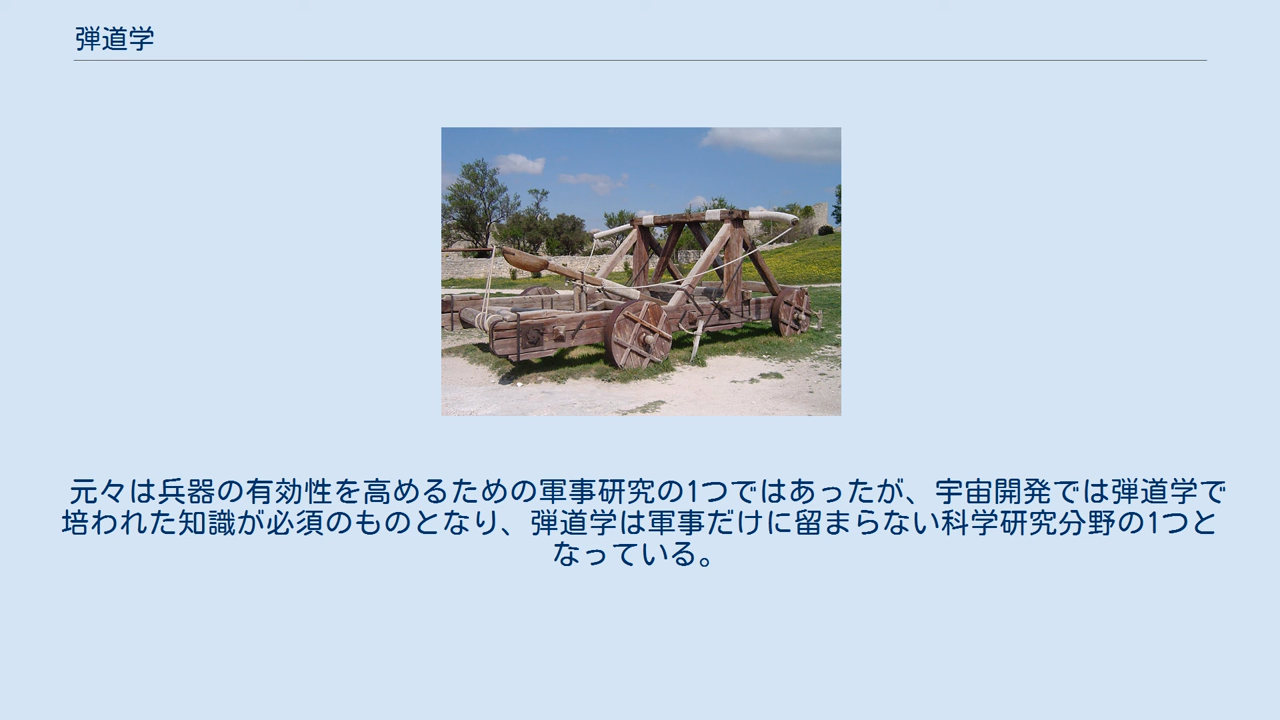 弾道学
元々は兵器の有効性を高めるための軍事研究の1つではあったが、宇宙開発では弾道学で
培われた知識が必須のものとなり、弾道学は軍事だけに留まらない科学研究分野の1つと
なっている。